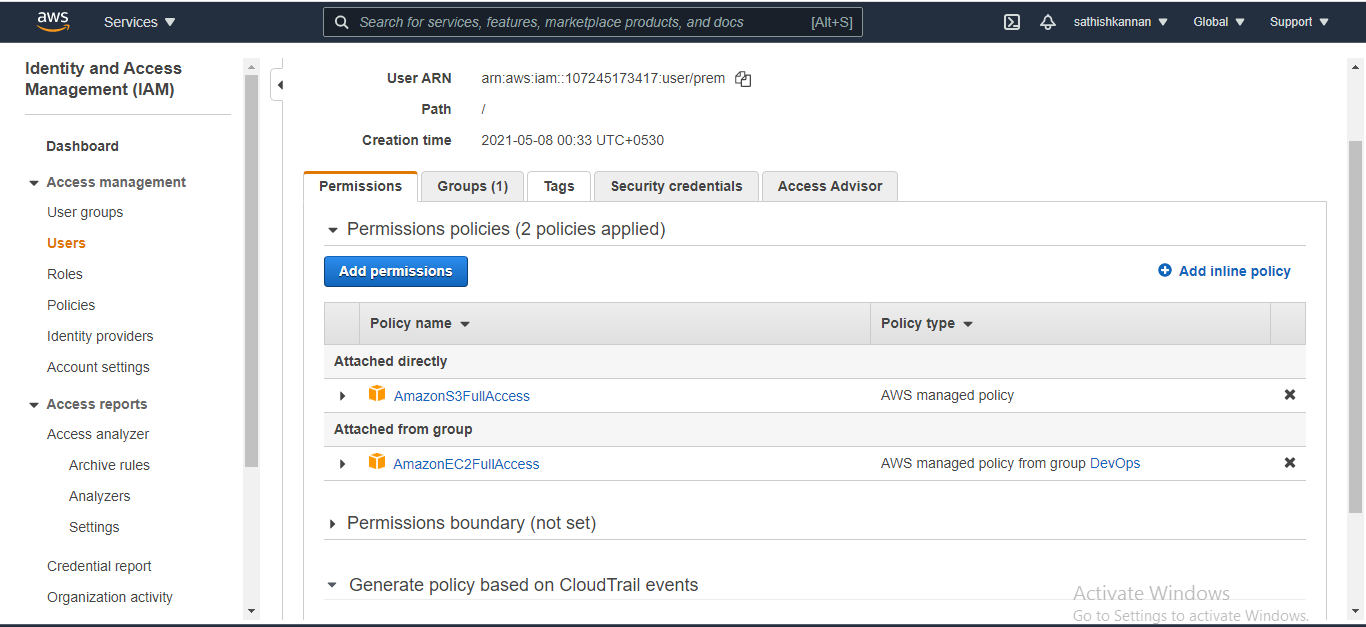 aws Services Search for services, features, marketplace products, and docs [Alt+S] sathishkannan Global Support
Identity and Access
Management (IAM)
Dashboard
Access management
User groups
Users
Roles
Policies
Identity providers
Account settings
Access reports
Access analyzer
Archive rules
Analyzers
Settings
Credential report
Organization activity
User ARN arn:aws:iam::107245173417:user/prem
Path /
Creation time 2021-05-08 00:33 UTC+0530
Permissions Groups (1) Tags Security credentials Access Advisor
Permissions policies (2 policies applied)
Add permissions Add inline policy
Policy name Policy type
Attached directly
AmazonS3FullAccess AWS managed policy
Attached from group
AmazonEC2FullAccess AWS managed policy from group DevOps
Permissions boundary (not set)
Generate policy based on CloudTrail events
Activate Windows
Go to Settings to activate Windows.